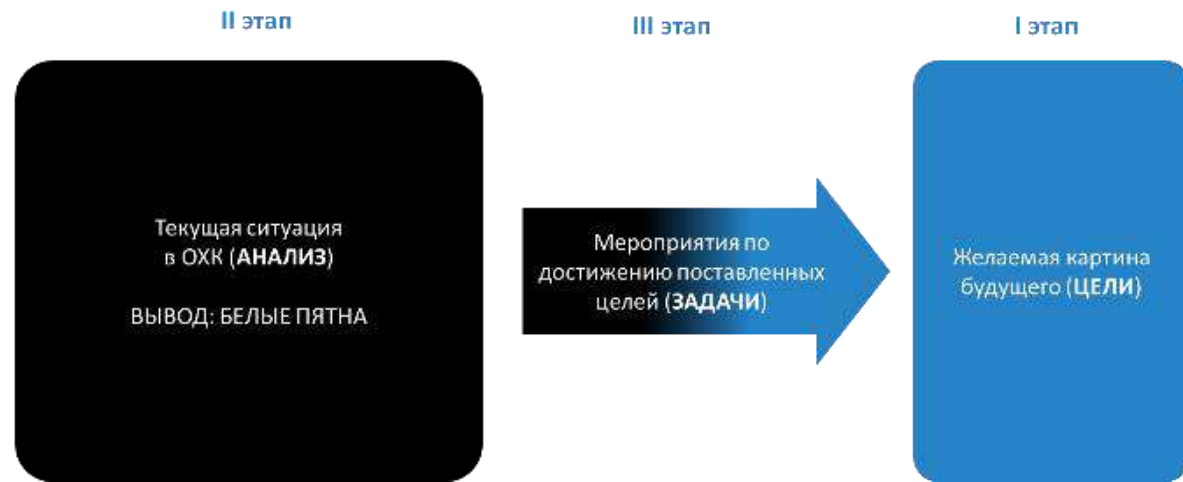 II этап
III этап
I этап
Текущая ситуация
в ОХК (АНАЛИЗ)
ВЫВОД: БЕЛЫЕ ПЯТНА
Мероприятия по
достижению поставленных
целей (ЗАДАЧИ)
Желаемая картина
будущего (ЦЕЛИ)